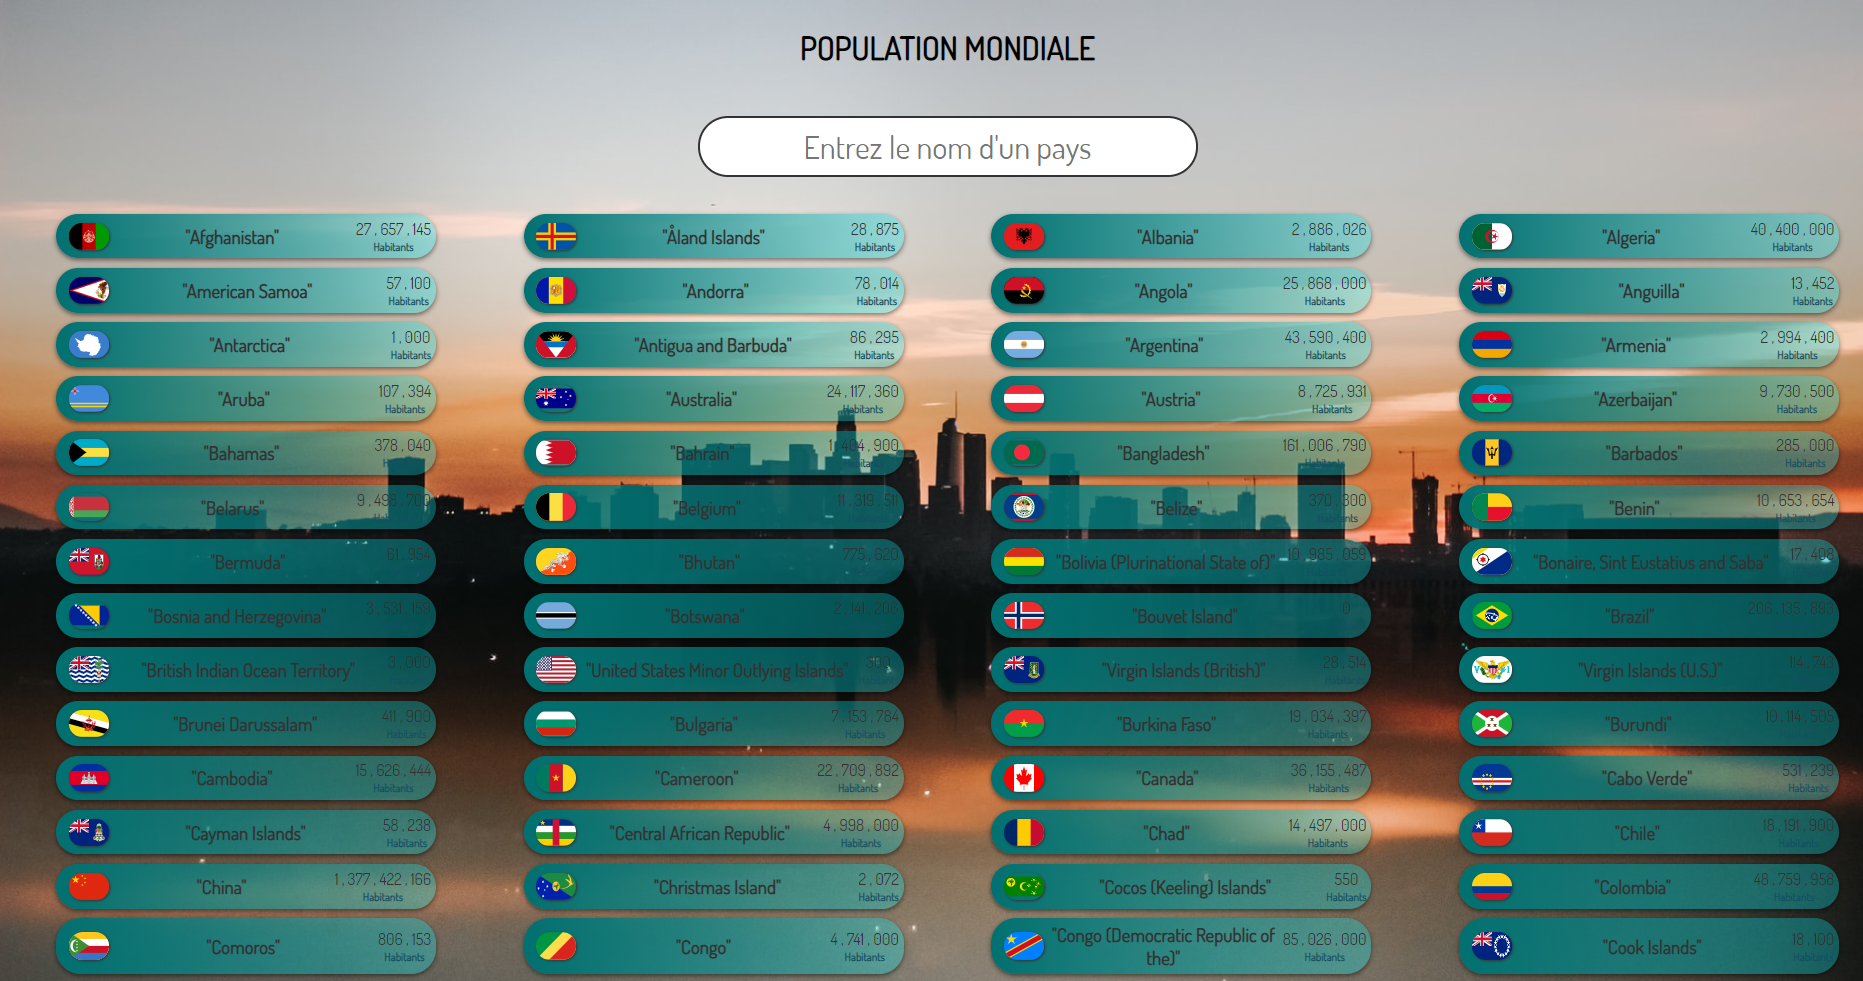 POPULATION MONDIALE
Entrez le nom d'un pays
"Afghanistan" 27,657,145
Habitants
"Åland Islands" 28,875
Habitants
"Albania" 2,886,026
Habitants
"Algeria" 40,400,000
Habitants
"American Samoa" 57,100
Habitants
"Andorra" 78,014
Habitants
"Angola" 25,868,000
Habitants
"Anguilla" 13,452
Habitants
"Antarctica" 1,000
Habitants
"Antigua and Barbuda" 86,295
Habitants
"Argentina" 43,590,400
Habitants
"Armenia" 2,994,400
Habitants
"Aruba" 107,394
Habitants
"Australia" 24,117,360
Habitants
"Austria" 8,725,931
Habitants
"Azerbaijan" 9,730,500
Habitants
"Bahamas" 378,040
"Bahrain" 1,404,900
Habitants
"Bangladesh" 161,006,790
Habitants
"Barbados" 285,000
Habitants
"Belarus" 9,498,700
"Belgium" 11,319,511
"Belize" 370,300
Habitants
"Benin" 10,653,654
Habitants
"Bermuda" 61,954
"Bhutan" 775,620
"Bolivia (Plurinational State of)" 10,985,059
"Bonaire, Sint Eustatius and Saba" 17,408
"Bosnia and Herzegovina" 3,531,159
"Botswana" 2,141,206
"Bouvet Island" 0
"Brazil" 206,135,893
"British Indian Ocean Territory" 3,000
"United States Minor Outlying Islands" 300
"Virgin Islands (British)" 28,514
"Virgin Islands (U.S.)" 114,743
"Brunei Darussalam" 411,900
Habitants
"Bulgaria" 7,153,784
Habitants
"Burkina Faso" 19,034,397
Habitants
"Burundi" 10,114,505
"Cambodia" 15,626,444
Habitants
"Cameroon" 22,709,892
Habitants
"Canada" 36,155,487
Habitants
"Cabo Verde" 531,239
Habitants
"Cayman Islands" 58,238
Habitants
"Central African Republic" 4,998,000
Habitants
"Chad" 14,497,000
Habitants
"Chile" 18,191,900
"China" 1,377,422,166
Habitants
"Christmas Island" 2,072
Habitants
"Cocos (Keeling) Islands" 550
Habitants
"Colombia" 48,759,958
Habitants
"Comoros" 806,153
Habitants
"Congo" 4,741,000
Habitants
"Congo (Democratic Republic of
the)" 85,026,000
Habitants
"Cook Islands" 18,100
Habitants